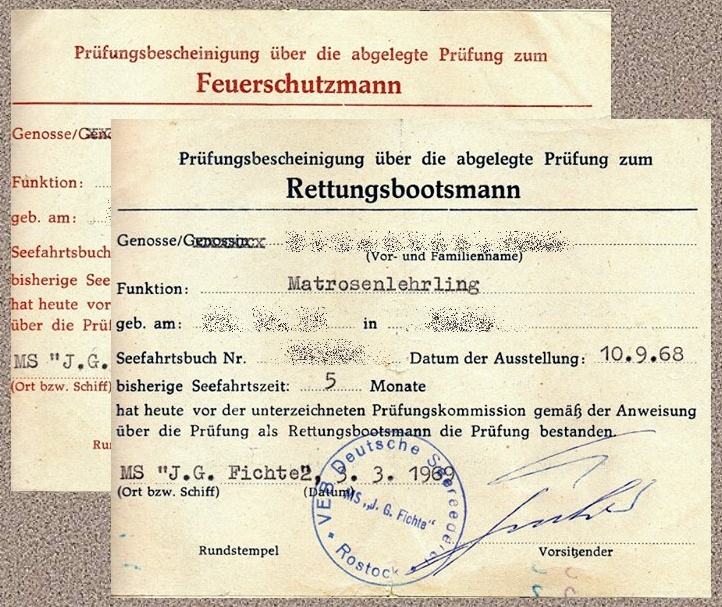 Prüfungsbescheinigung über die abgelegte Prüfung zum
Feuerschutzmann
Genosse/
Funktion:
geb. am:
Seefahrtsbuch
bisherige See
hat heute vor
über die Prüf
MS "J.G.
(Ort bzw. Schiff)
Ru
Prüfungsbescheinigung über die abgelegte Prüfung zum
Rettungsbootsmann
Genosse/Genossin
(Vor- und Familienname)
Funktion: Matrosenlehrling
geb. am: in
Seefahrtsbuch Nr. Datum der Ausstellung: 10.9.68
bisherige Seefahrtszeit: 5 Monate
hat heute vor der unterzeichneten Prüfungskommission gemäß der Anweisung
über die Prüfung als Rettungsbootsmann die Prüfung bestanden.
MS "J.G. Fichte", 3. 3. 1969
(Ort bzw. Schiff) (Datum)
VEB Deutsche Seereederei
MS „J. G. Fichte"
Rostock
Rundstempel Vorsitzender